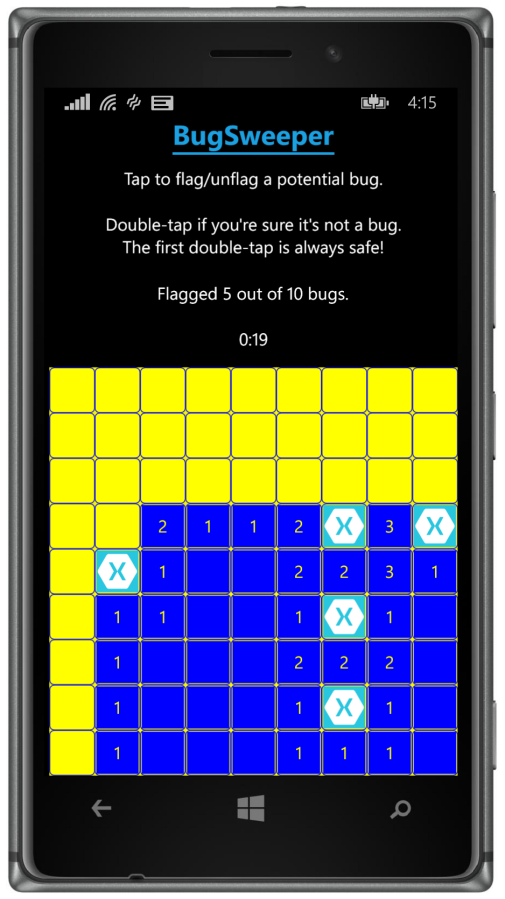 4:15
BugSweeper
Tap to flag/unflag a potential bug.
Double-tap if you're sure it's not a bug.
The first double-tap is always safe!
Flagged 5 out of 10 bugs.
0:19
2 1 1 2 3
1 2 2 3 1
1 1 1 1
1 2 2 2
1 1 1
1 1 1 1